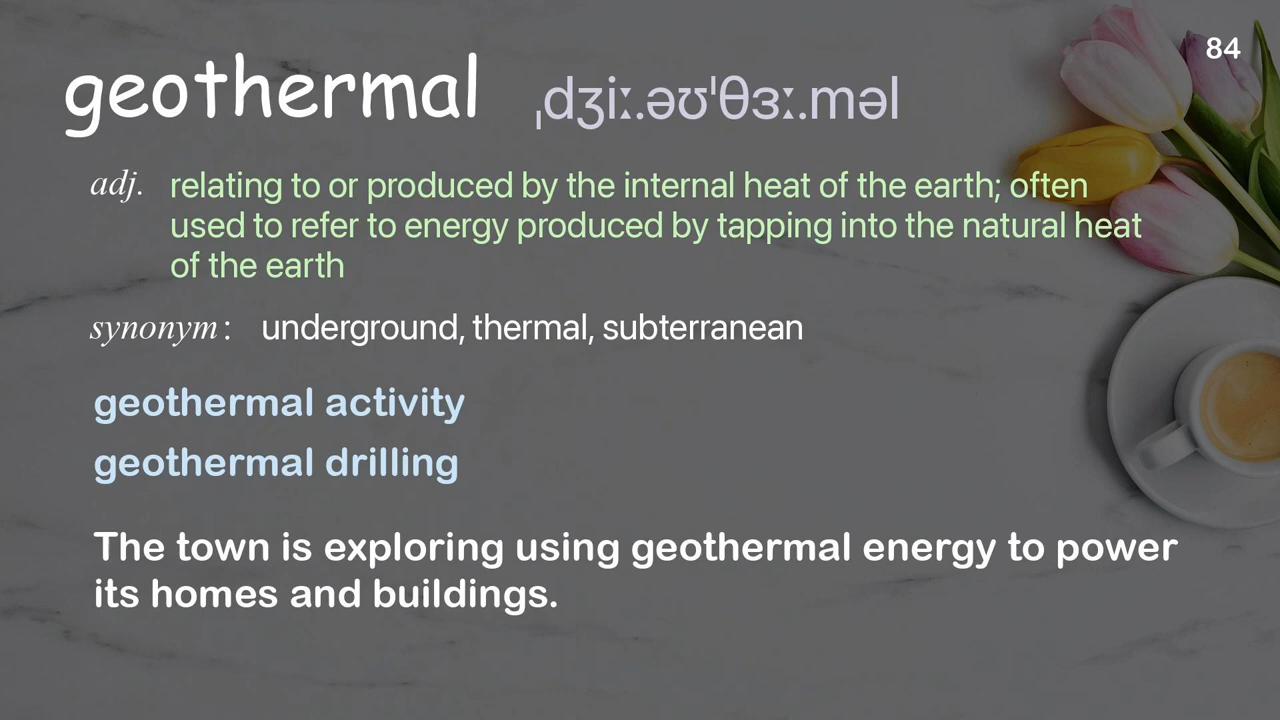 84
geothermal ˌdʒiː.əʊˈθɜː.məl
adj. relating to or produced by the internal heat of the earth; often
used to refer to energy produced by tapping into the natural heat
of the earth
synonym: underground, thermal, subterranean
geothermal activity
geothermal drilling
The town is exploring using geothermal energy to power
its homes and buildings.